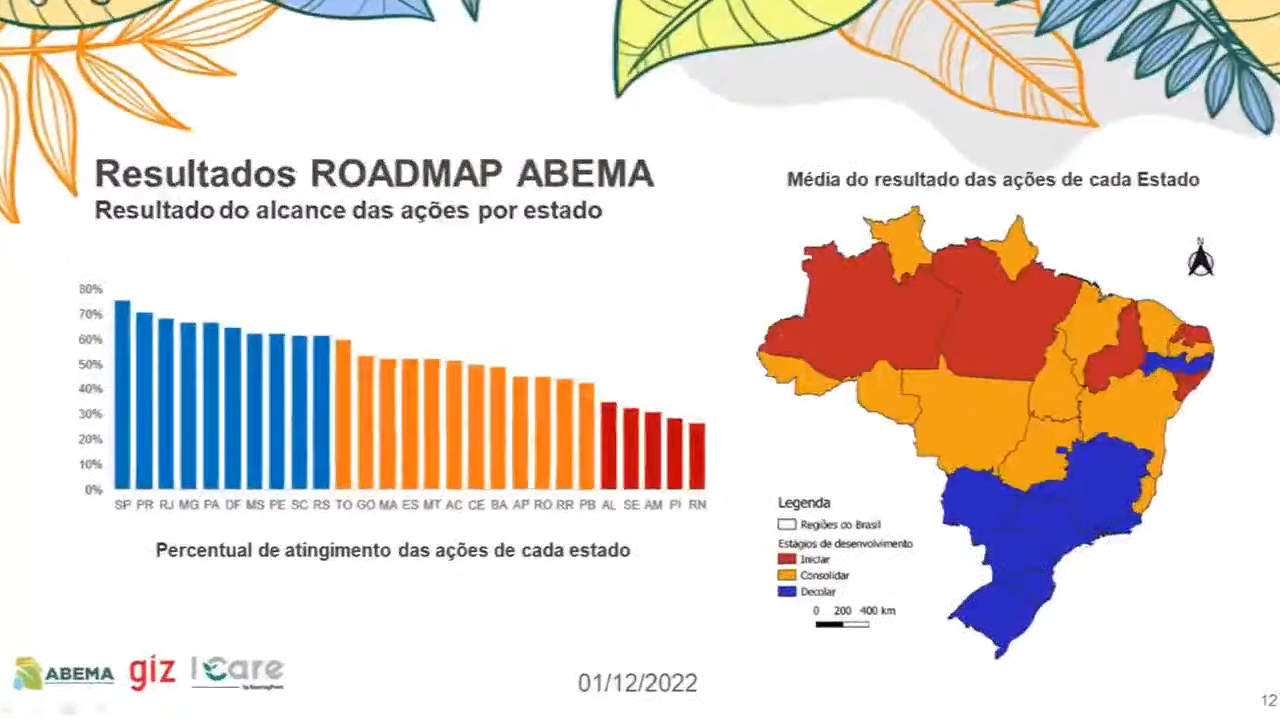 Resultados ROADMAP ABEMA
Resultado do alcance das ações por estado
Média do resultado das ações de cada Estado
N
80%
70%
60%
50%
40%
30%
20%
10%
0%
SP PR RJ MG PA DF MS PE SC RS TO GO MA ES MT AC CE BA AP RO RR PB AL SE AM PI RN
Percentual de atingimento das ações de cada estado
Legenda
Regiões do Brasil
Estágios de desenvolvimento
Iniciar
Consolidar
Decolar
0 200 400 km
ABEMA
giz
I Care
01/12/2022
12